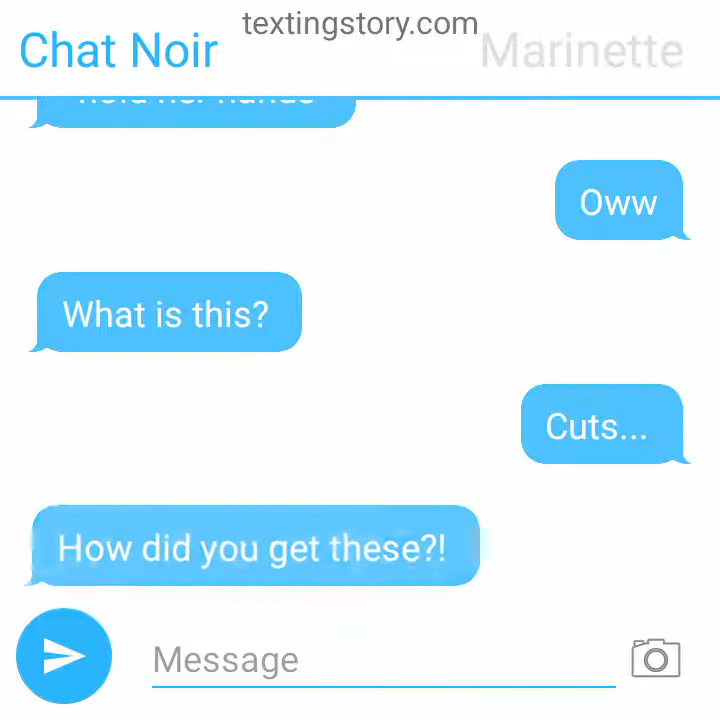 textingstory.com
Chat Noir
Marinette
Oww
What is this?
Cuts...
How did you get these?!
Message